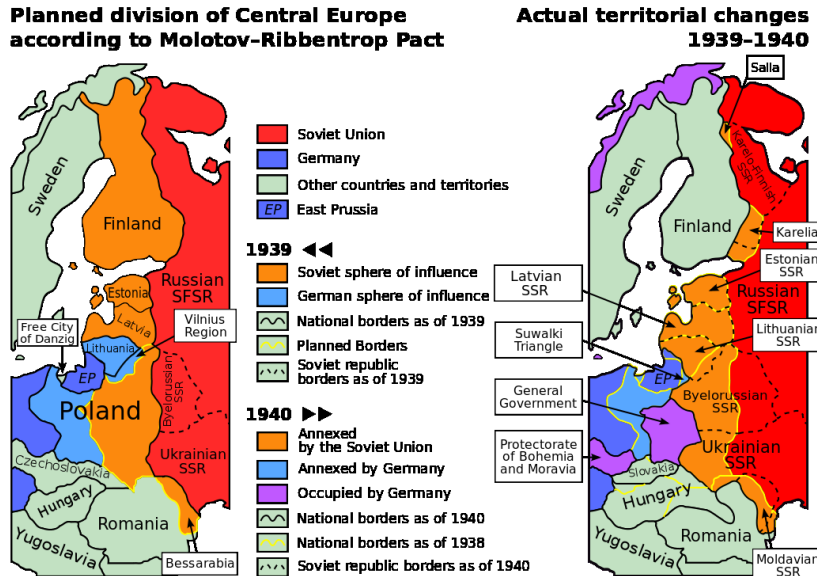 Planned division of Central Europe
according to Molotov–Ribbentrop Pact
Sweden
Finland
Estonia
Latvia
Lithuania
Free City
of Danzig
Vilnius
Region
EP
Poland
Russian
SFSR
Byelorussian
SSR
Ukrainian
SSR
Czechoslovakia
Hungary
Romania
Yugoslavia
Bessarabia
Soviet Union
Germany
Other countries and territories
EP East Prussia
1939 ◀◀
Soviet sphere of influence
German sphere of influence
National borders as of 1939
Planned Borders
Soviet republic
borders as of 1939
1940 ▶▶
Annexed
by the Soviet Union
Annexed by Germany
Occupied by Germany
National borders as of 1940
National borders as of 1938
Soviet republic borders as of 1940
Actual territorial changes
1939–1940
Salla
Karelo-Finnish
SSR
Sweden
Finland
Karelia
Estonian
SSR
Latvian
SSR
Russian
SFSR
Suwalki
Triangle
Lithuanian
SSR
EP
General
Government
Byelorussian
SSR
Protectorate
of Bohemia
and Moravia
Ukrainian
SSR
Slovakia
Hungary
Romania
Yugoslavia
Moldavian
SSR